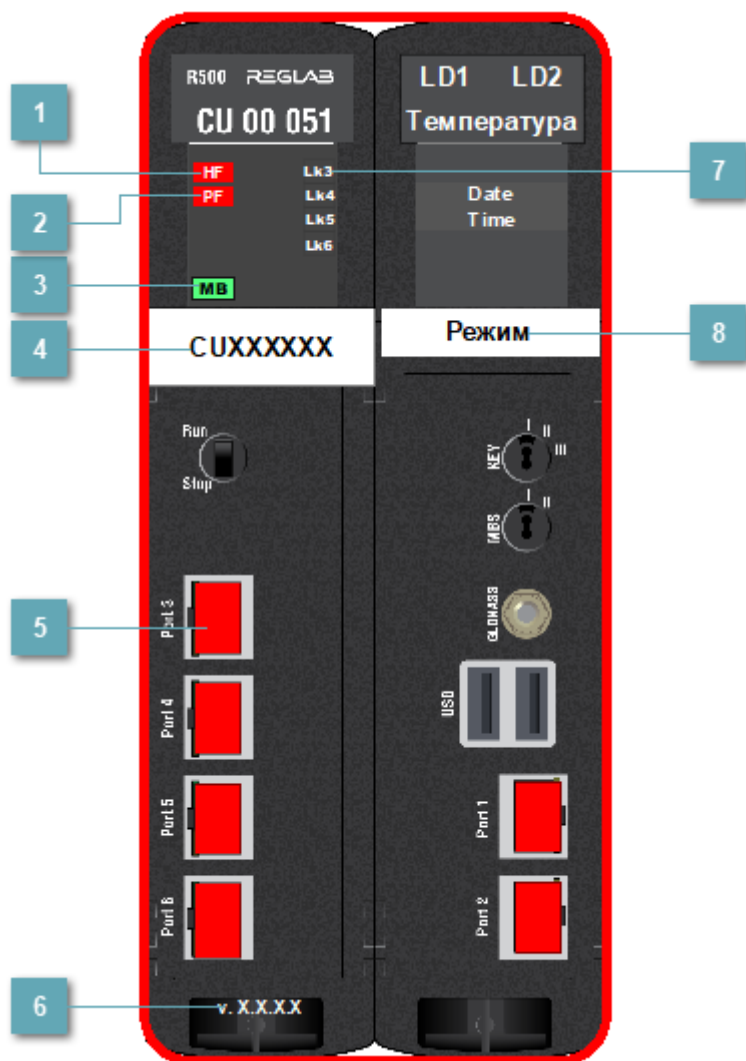 R500 REGLAB
CU 00 051
LD1 LD2
Температура
1
HF
Lk3
7
2
PF
Lk4
Lk5
Lk6
Date
Time
3
MB
4
CUXXXXXX
Режим
8
Run
Stop
KEY
I
II
III
MBS
I
II
5
Port 3
GLONASS
Port 4
USD
Port 5
Port 1
Port 6
Port 2
6
v. X.X.X.X